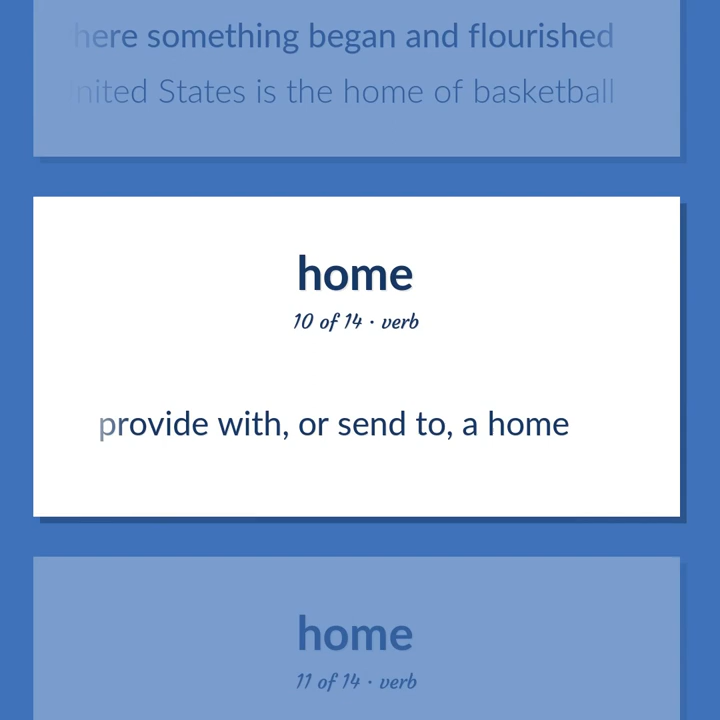 here something began and flourished
nited States is the home of basketball
home
10 of 14 · verb
provide with, or send to, a home
home
11 of 14 · verb